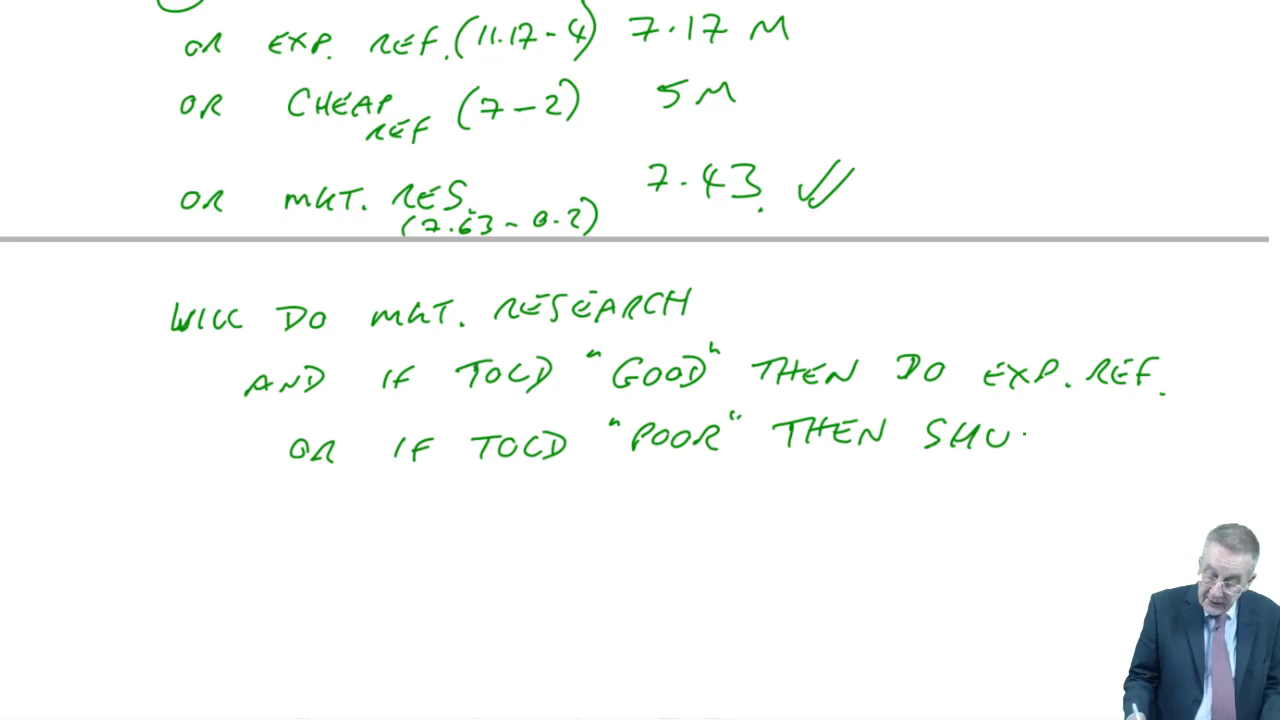 OR EXP. REF. (11.17 - 4) 7.17 M
OR CHEAP REF (7 - 2) 5 M
OR MKT. RES. (7.63 - 0.2) 7.43.
WILL DO MKT. RESEARCH
AND IF TOLD "GOOD" THEN DO EXP. REF.
OR IF TOLD "POOR" THEN SHU